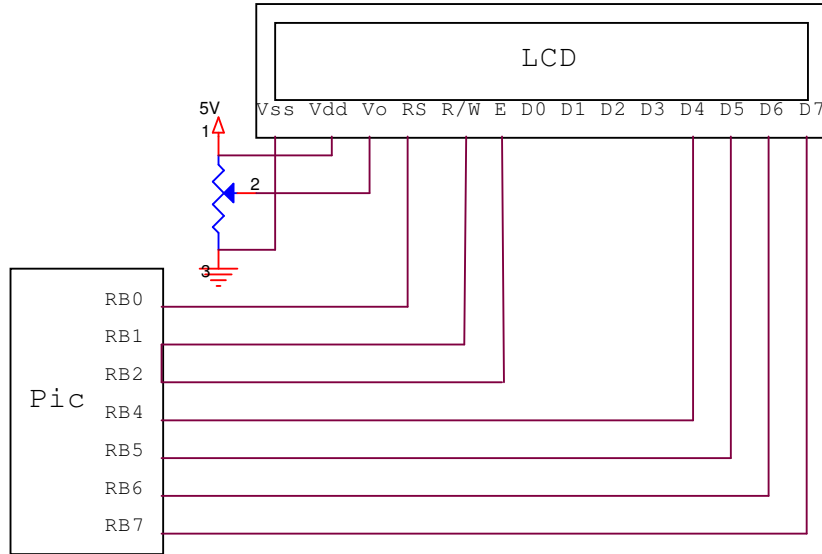 LCD
Vss Vdd Vo RS R/W E D0 D1 D2 D3 D4 D5 D6 D7
5V
1
2
3
RB0
RB1
RB2
Pic
RB4
RB5
RB6
RB7